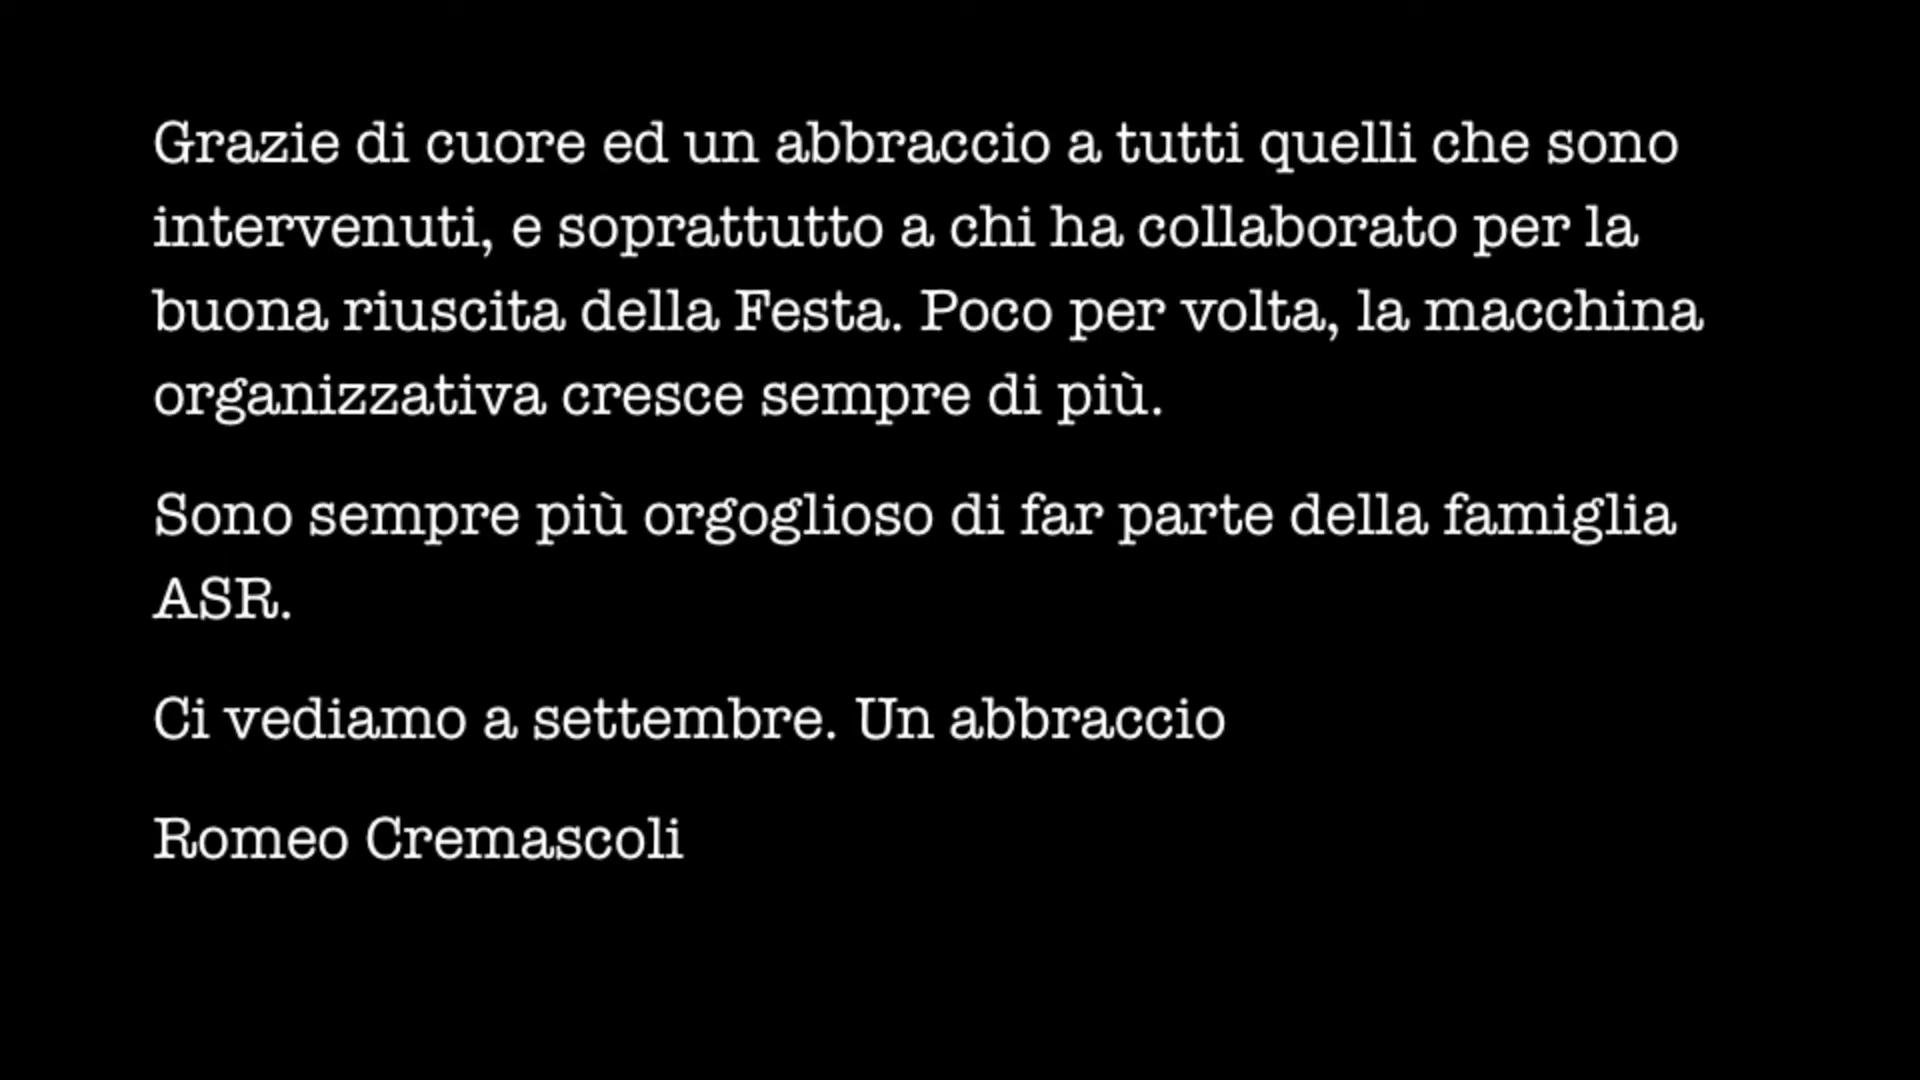 Grazie di cuore ed un abbraccio a tutti quelli che sono
intervenuti, e soprattutto a chi ha collaborato per la
buona riuscita della Festa. Poco per volta, la macchina
organizzativa cresce sempre di più.
Sono sempre più orgoglioso di far parte della famiglia
ASR.
Ci vediamo a settembre. Un abbraccio
Romeo Cremascoli